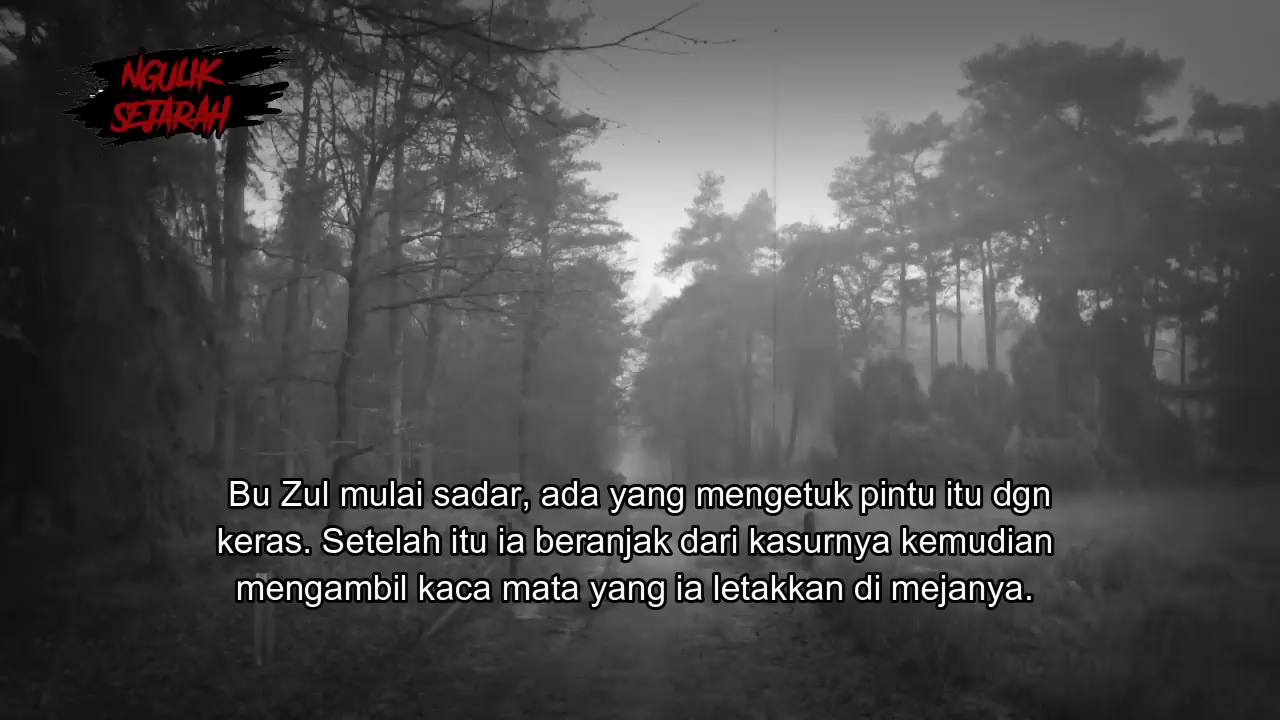 NGULIK
SEJARAH
Bu Zul mulai sadar, ada yang mengetuk pintu itu dgn
keras. Setelah itu ia beranjak dari kasurnya kemudian
mengambil kaca mata yang ia letakkan di mejanya.